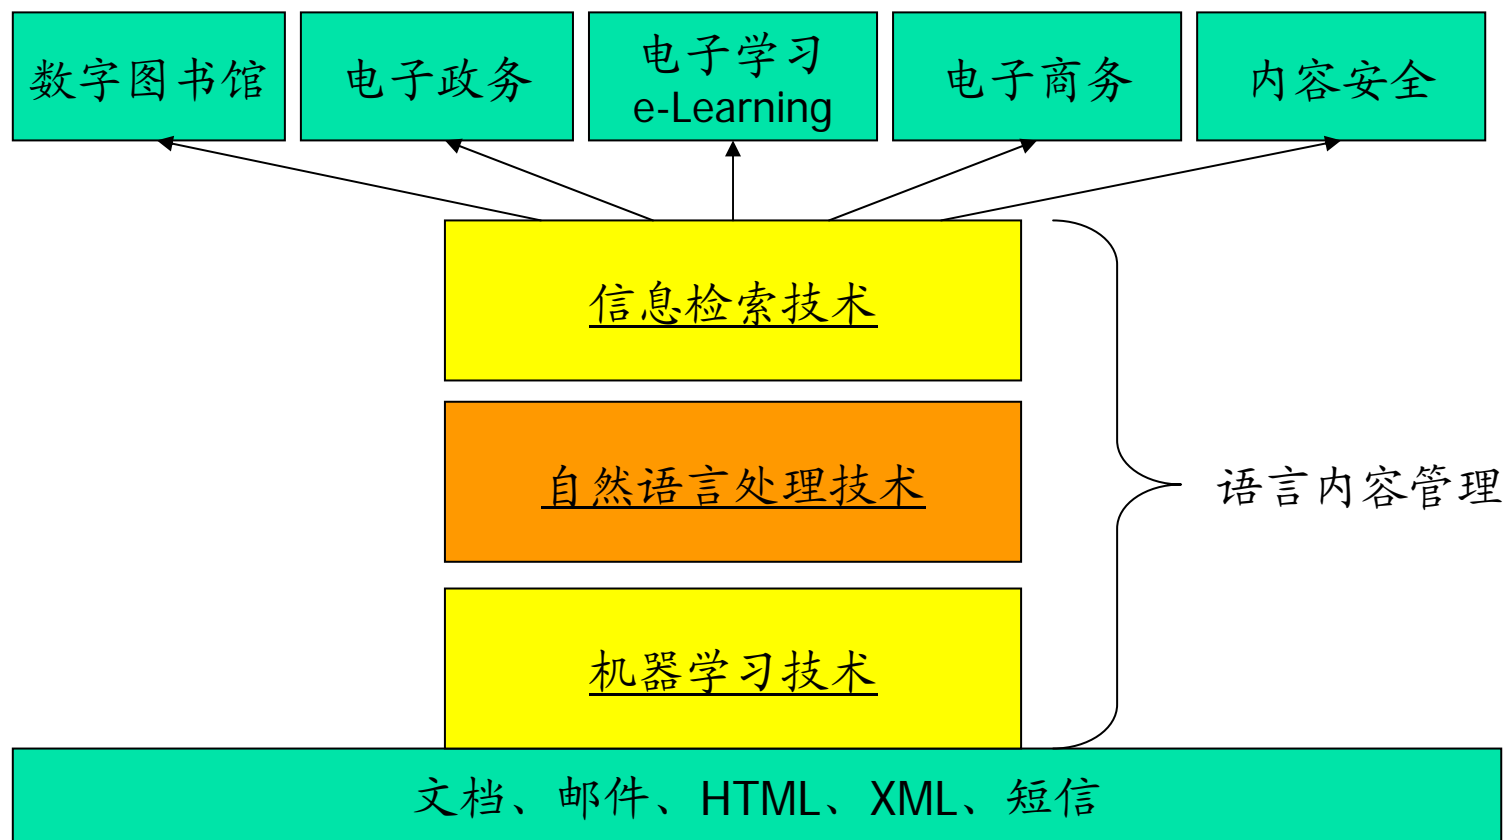 数字图书馆
电子政务
电子学习
e-Learning
电子商务
内容安全
信息检索技术
自然语言处理技术
语言内容管理
机器学习技术
文档、邮件、HTML、XML、短信